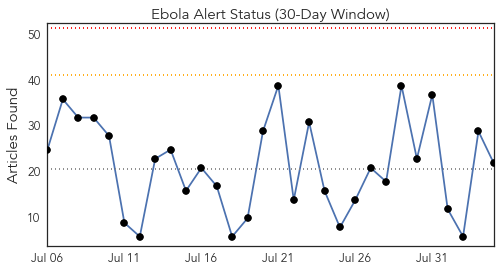 Ebola Alert Status (30-Day Window)
50
40
30
20
10
Articles Found
Jul 06 Jul 11 Jul 16 Jul 21 Jul 26 Jul 31